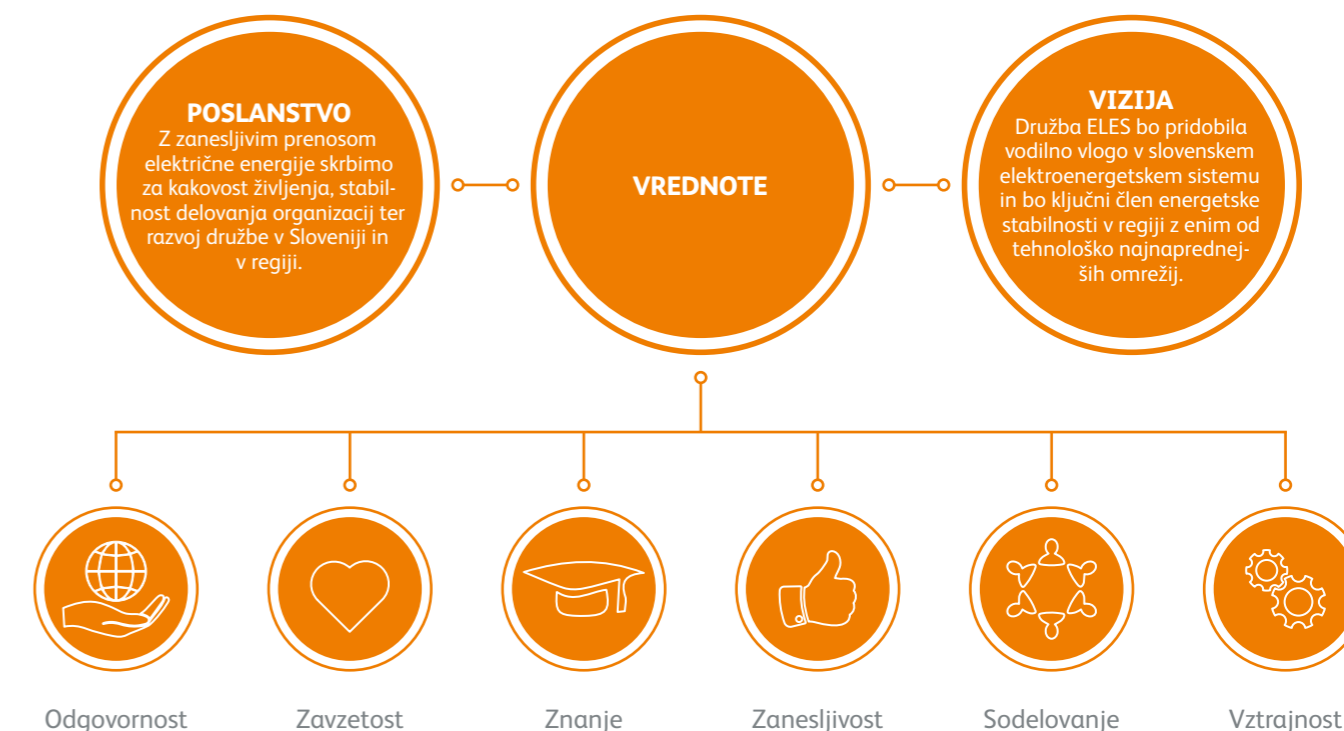 POSLANSTVO
Z zanesljivim prenosom
električne energije skrbimo
za kakovost življenja, stabil-
nost delovanja organizacij ter
razvoj družbe v Sloveniji in
v regiji.
VREDNOTE
VIZIJA
Družba ELES bo pridobila
vodilno vlogo v slovenskem
elektroenergetskem sistemu
in bo ključni člen energetske
stabilnosti v regiji z enim od
tehnološko najnaprednej-
ših omrežij.
Odgovornost
Zavzetost
Znanje
Zanesljivost
Sodelovanje
Vztrajnost